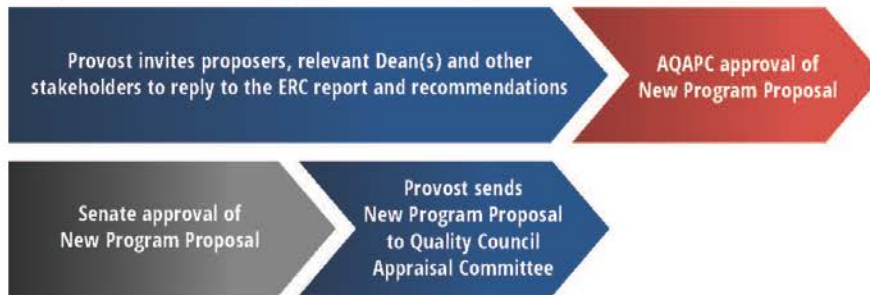 Provost invites proposers, relevant Dean(s) and other
stakeholders to reply to the ERC report and recommendations
AQAPC approval of
New Program Proposal
Senate approval of
New Program Proposal
Provost sends
New Program Proposal
to Quality Council
Appraisal Committee